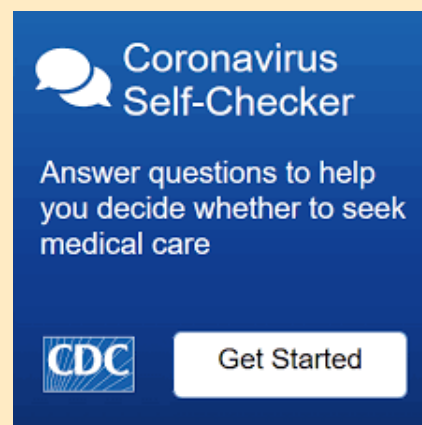 Coronavirus
Self-Checker
Answer questions to help
you decide whether to seek
medical care
CDC
Get Started